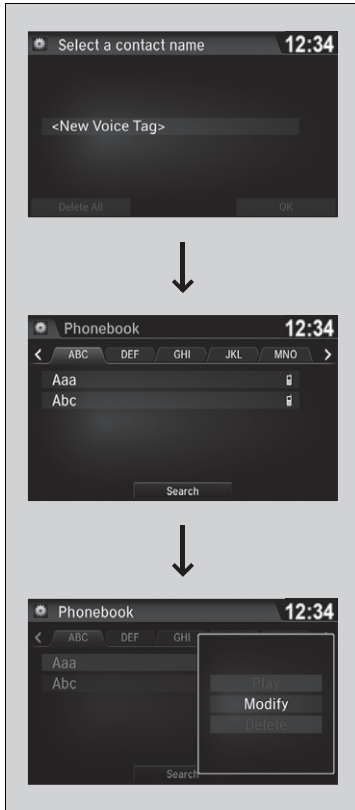 Select a contact name 12:34
<New Voice Tag>
Delete All OK
Phonebook 12:34
< ABC DEF GHI JKL MNO >
Aaa
Abc
Search
Phonebook 12:34
< ABC DEF GHI
Aaa
Abc
Play
Modify
Delete
Search